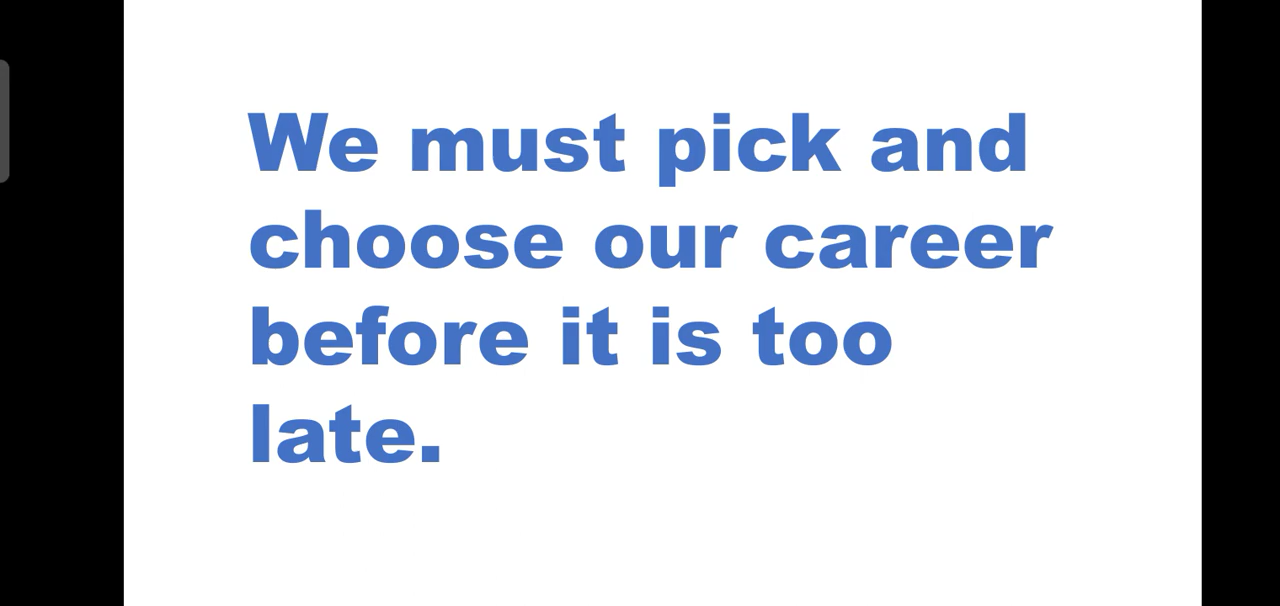 We must pick and
choose our career
before it is too
late.